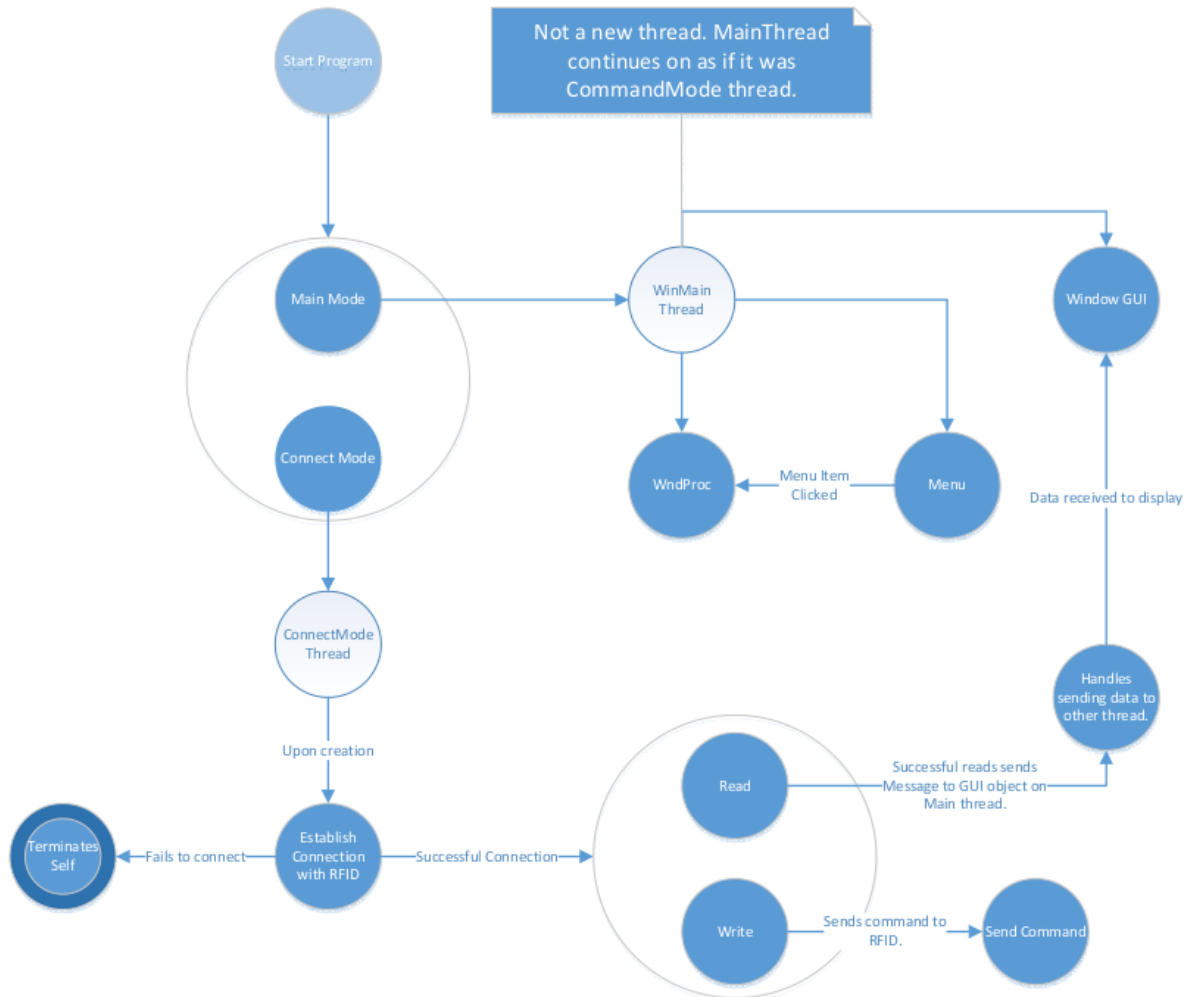 Start Program
Not a new thread. MainThread
continues on as if it was
CommandMode thread.
Main Mode
WinMain
Thread
Window GUI
Connect Mode
WndProc
Menu Item
Clicked
Menu
Data received to display
ConnectMode
Thread
Handles
sending data to
other thread.
Upon creation
Read
Successful reads sends
Message to GUI object on
Main thread.
Terminates
Self
Fails to connect
Establish
Connection
with RFID
Successful Connection
Write
Sends command to
RFID.
Send Command